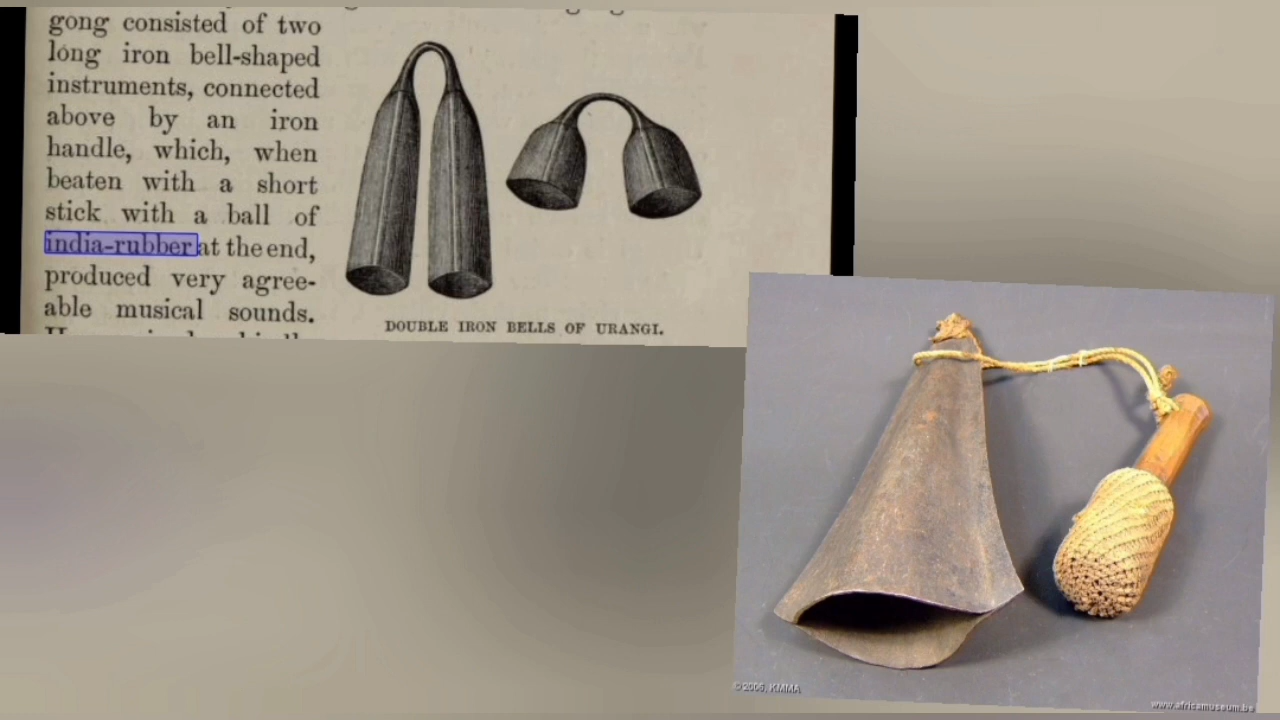 gong consisted of two
long iron bell-shaped
instruments, connected
above by an iron
handle, which, when
beaten with a short
stick with a ball of
india-rubber at the end,
produced very agree-
able musical sounds.
DOUBLE IRON BELLS OF URANGI.
©2006, KMMA
www.africamuseum.be